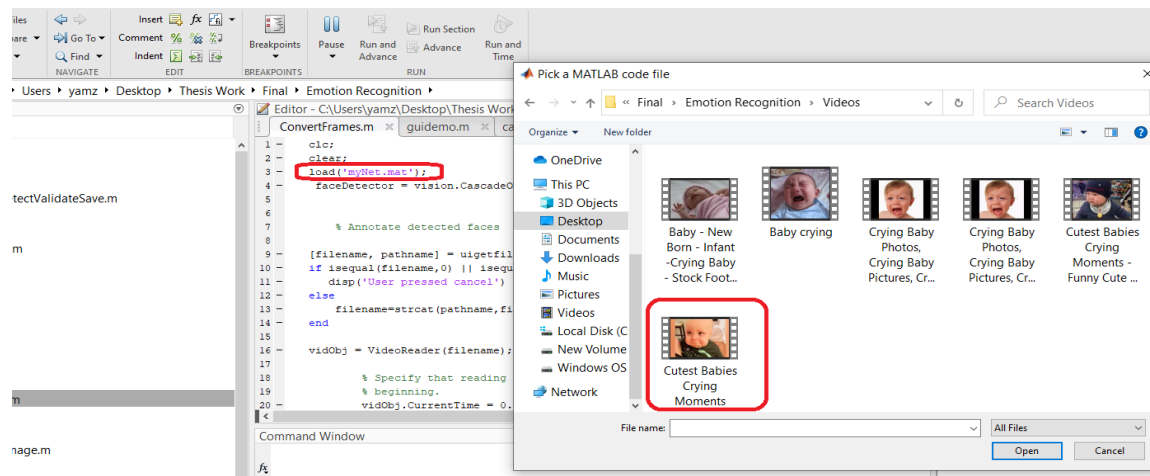 iles
Insert
fx
are
Go To
Comment
Find
Indent
Breakpoints
Pause
Run and
Advance
Run Section
Advance
Run and
Time
NAVIGATE
EDIT
BREAKPOINTS
RUN
Users
yamz
Desktop
Thesis Work
Final
Emotion Recognition
tectValidateSave.m
m
m
nage.m
Editor - C:\Users\yamz\Desktop\Thesis Work
ConvertFrames.m
guidemo.m
ca
1 - clc;
2 - clear;
3 - load('myNet.mat');
4 - faceDetector = vision.CascadeO
5
6
7 % Annotate detected faces
8
9 - [filename, pathname] = uigetfil
10 - if isequal(filename,0) || isequ
11 - disp('User pressed cancel')
12 - else
13 - filename=strcat(pathname,fi
14 - end
15
16 - vidObj = VideoReader(filename);
17
18 % Specify that reading
19 % beginning.
20 - vidObj.CurrentTime = 0.
Command Window
fx
Pick a MATLAB code file
« Final › Emotion Recognition › Videos
Search Videos
Organize
New folder
OneDrive
This PC
3D Objects
Desktop
Documents
Downloads
Music
Pictures
Videos
Local Disk (C
New Volume
Windows OS
Network
Baby - New
Born - Infant
-Crying Baby
- Stock Foot...
Baby crying
Crying Baby
Photos,
Crying Baby
Pictures, Cr...
Crying Baby
Photos,
Crying Baby
Pictures, Cr...
Cutest Babies
Crying
Moments -
Funny Cute ...
Cutest Babies
Crying
Moments
File name:
All Files
Open
Cancel